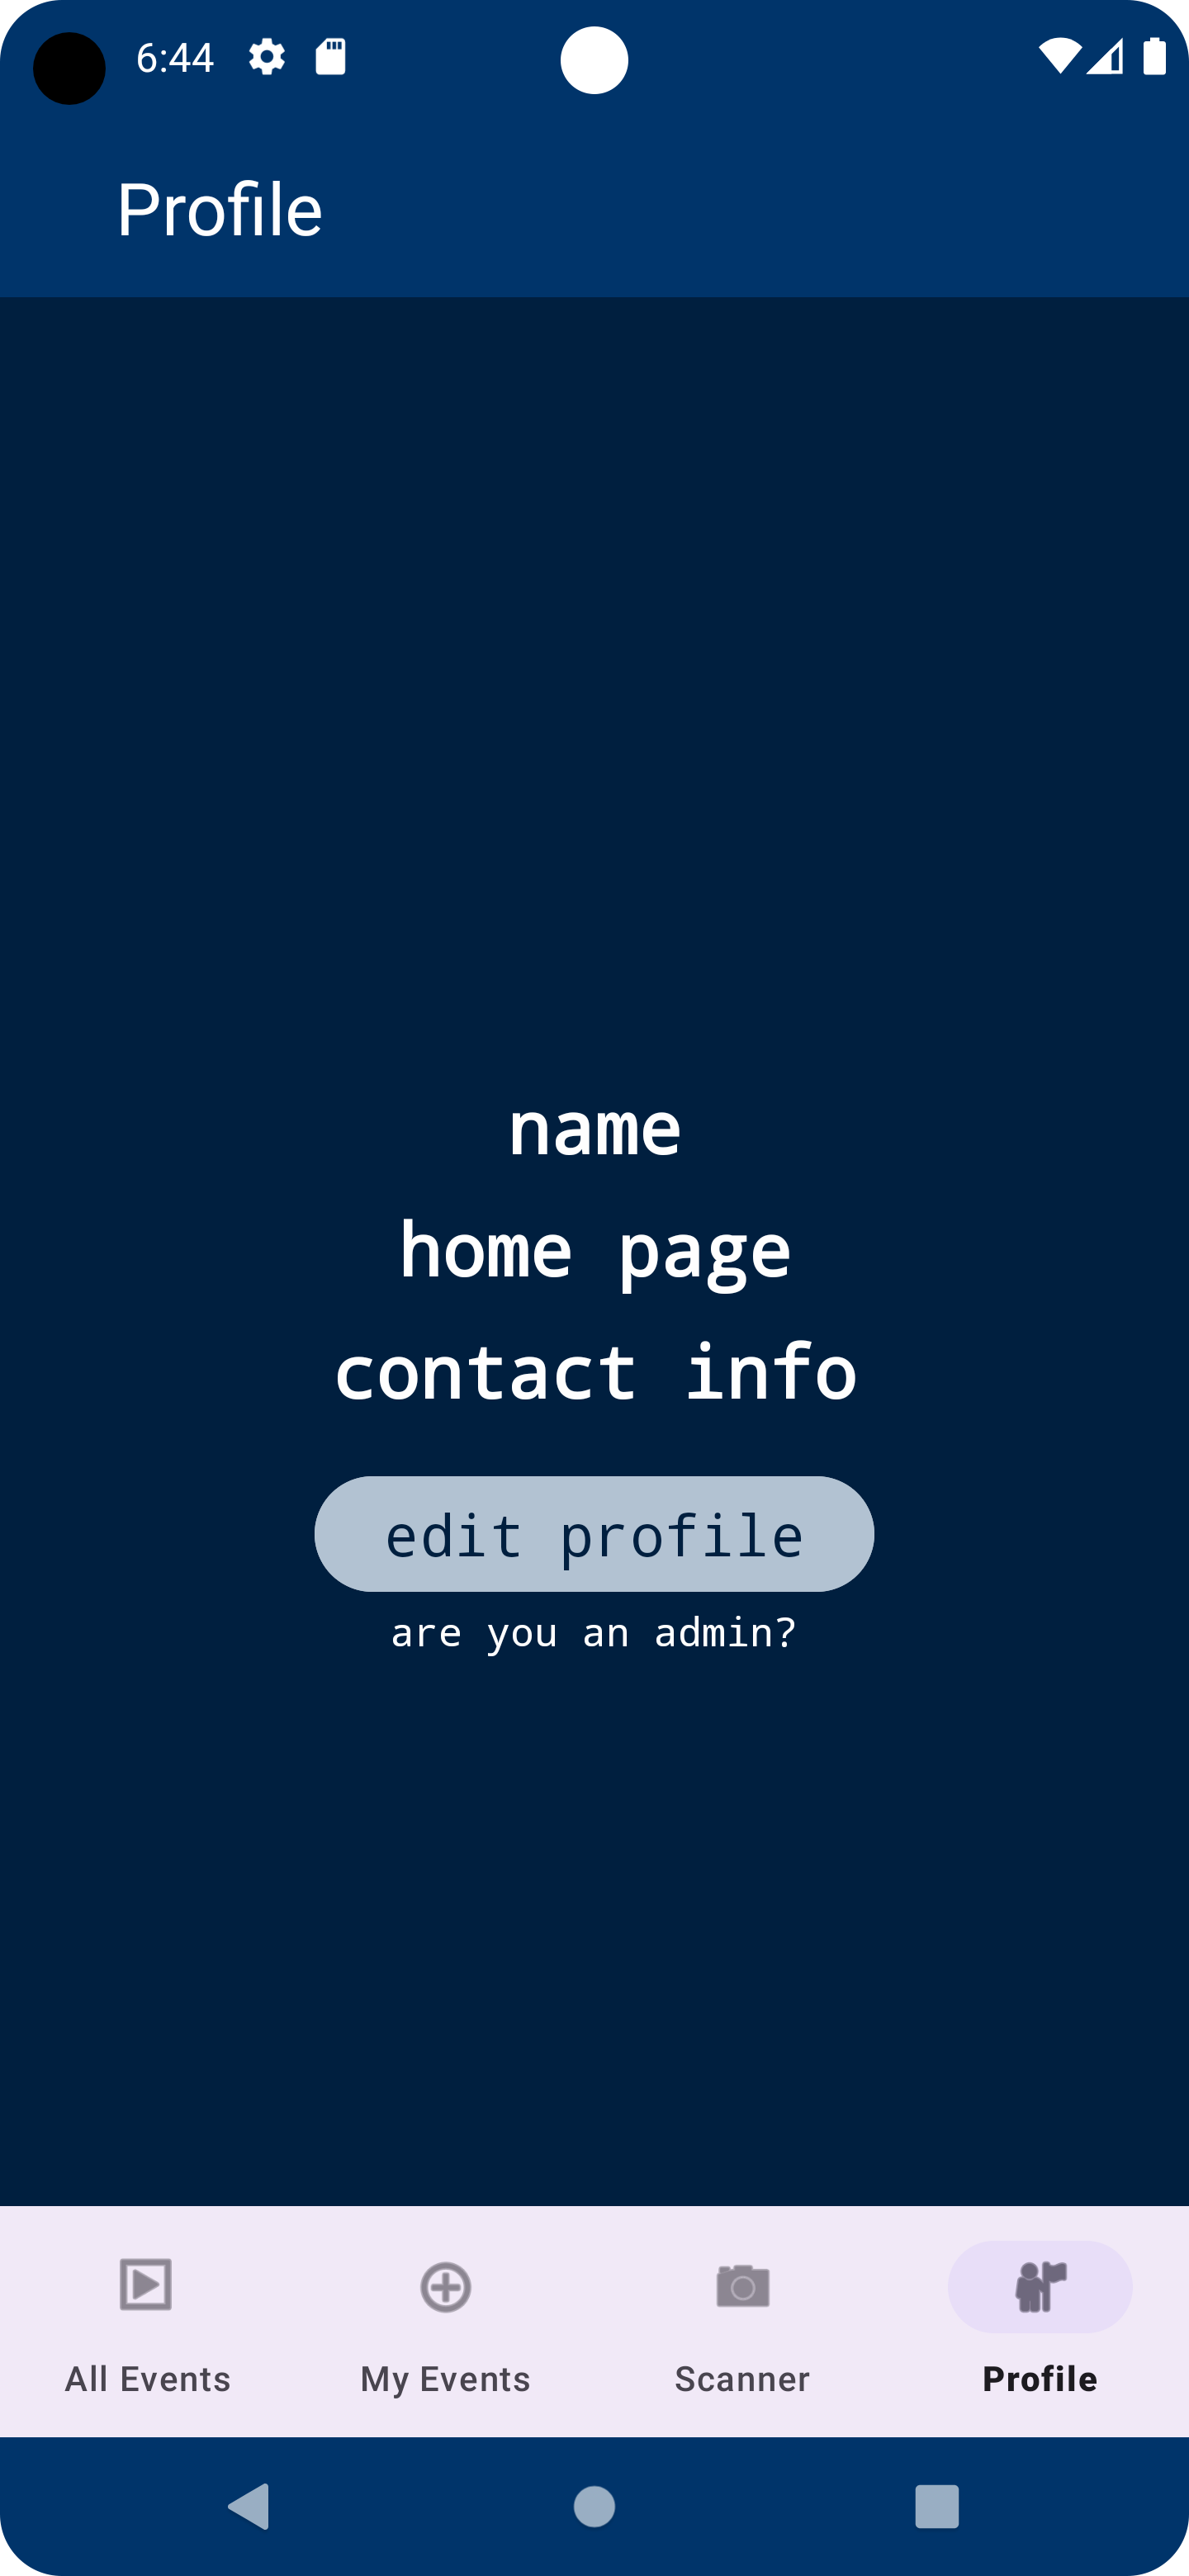 6:44
Profile
name
home page
contact info
edit profile
are you an admin?
All Events
My Events
Scanner
Profile